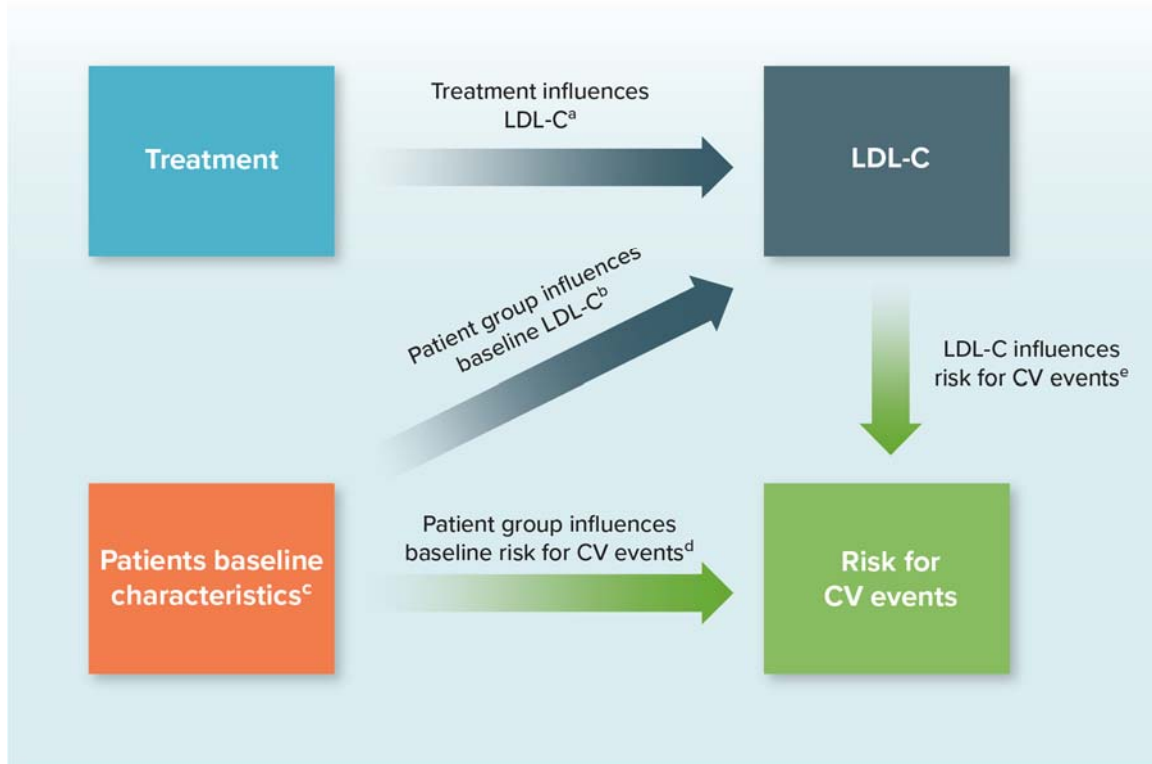 Treatment
Treatment influences
LDL-Cᵃ
LDL-C
Patient group influences
baseline LDL-Cᵇ
LDL-C influences
risk for CV eventsᵉ
Patients baseline
characteristicsᶜ
Patient group influences
baseline risk for CV eventsᵈ
Risk for
CV events